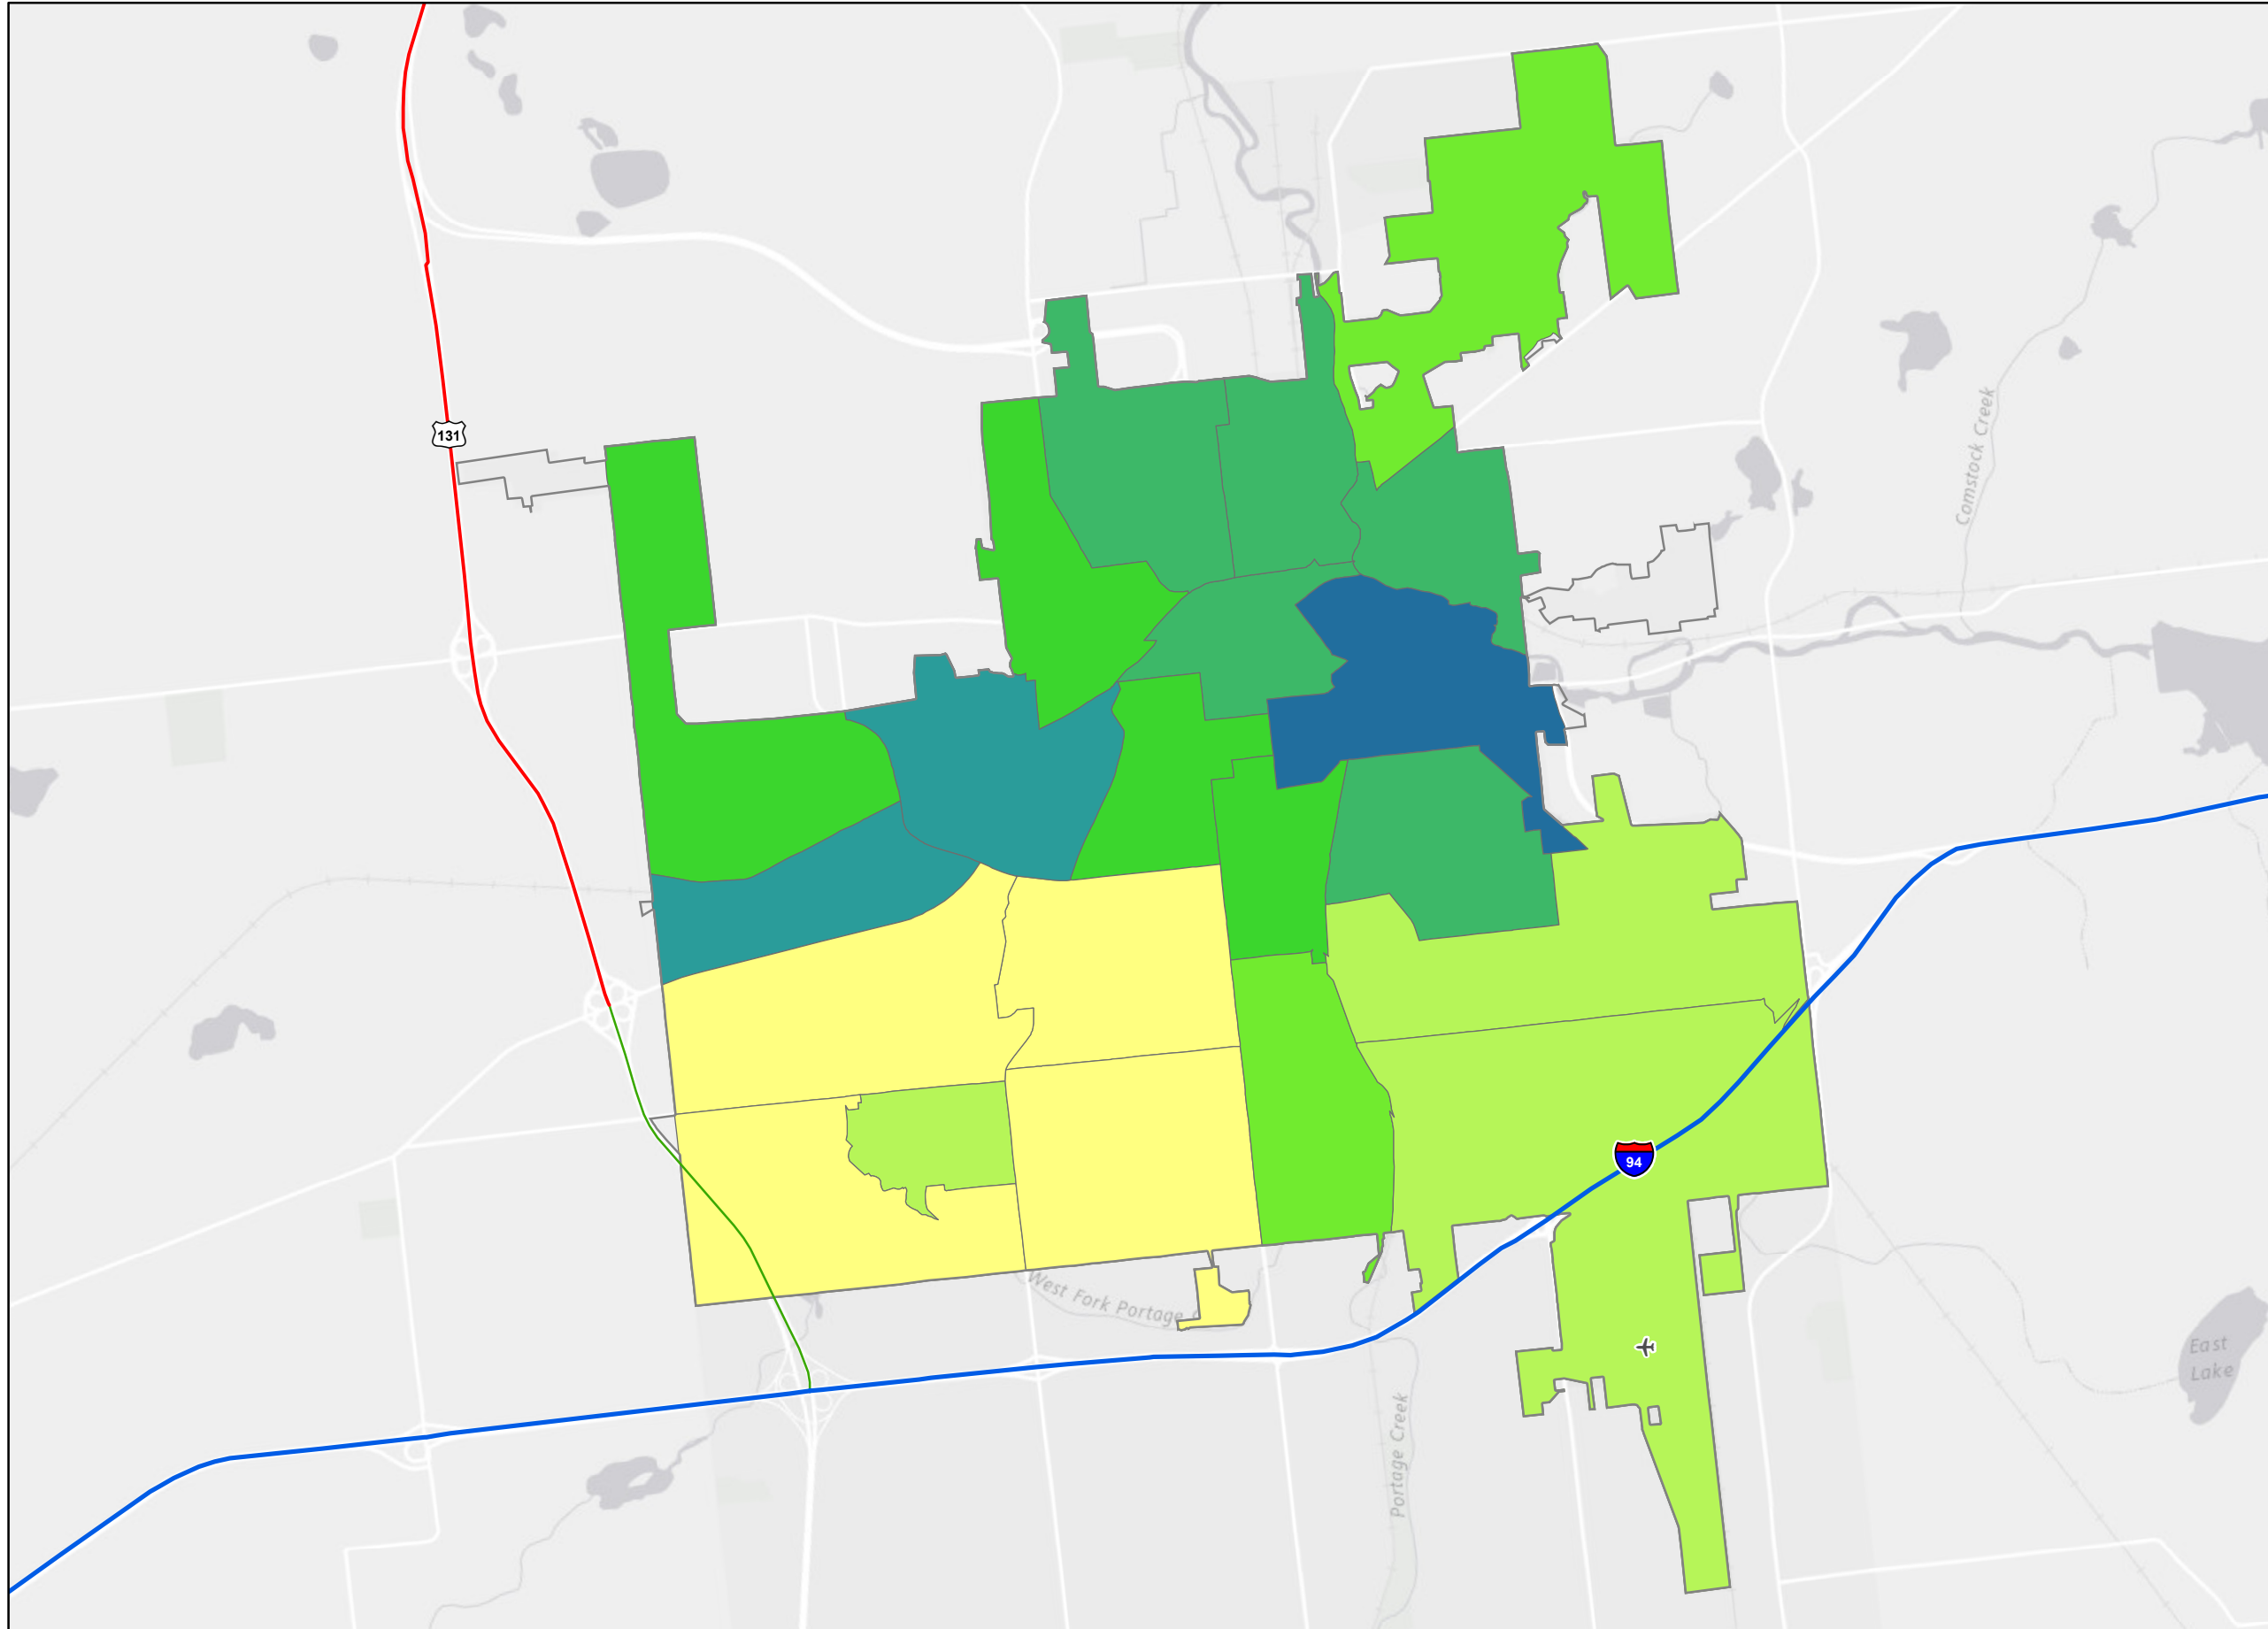 131
Comstock Creek
94
West Fork Portage
East
Lake
Portage Creek